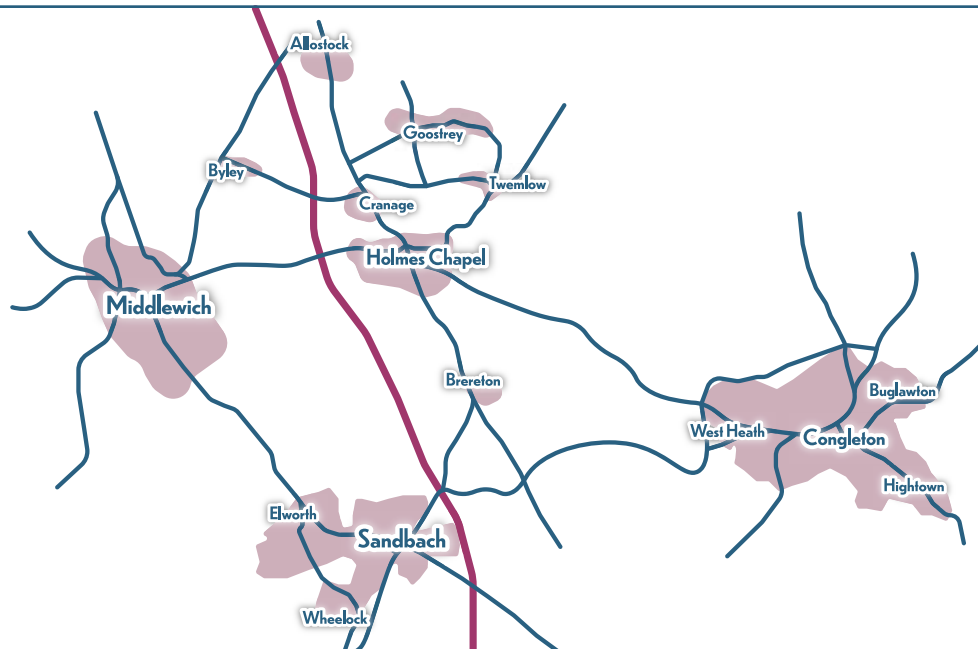 Allostock
Goostrey
Byley
Twemlow
Cranage
Holmes Chapel
Middlewich
Brereton
Buglawton
West Heath
Congleton
Hightown
Elworth
Sandbach
Wheelock